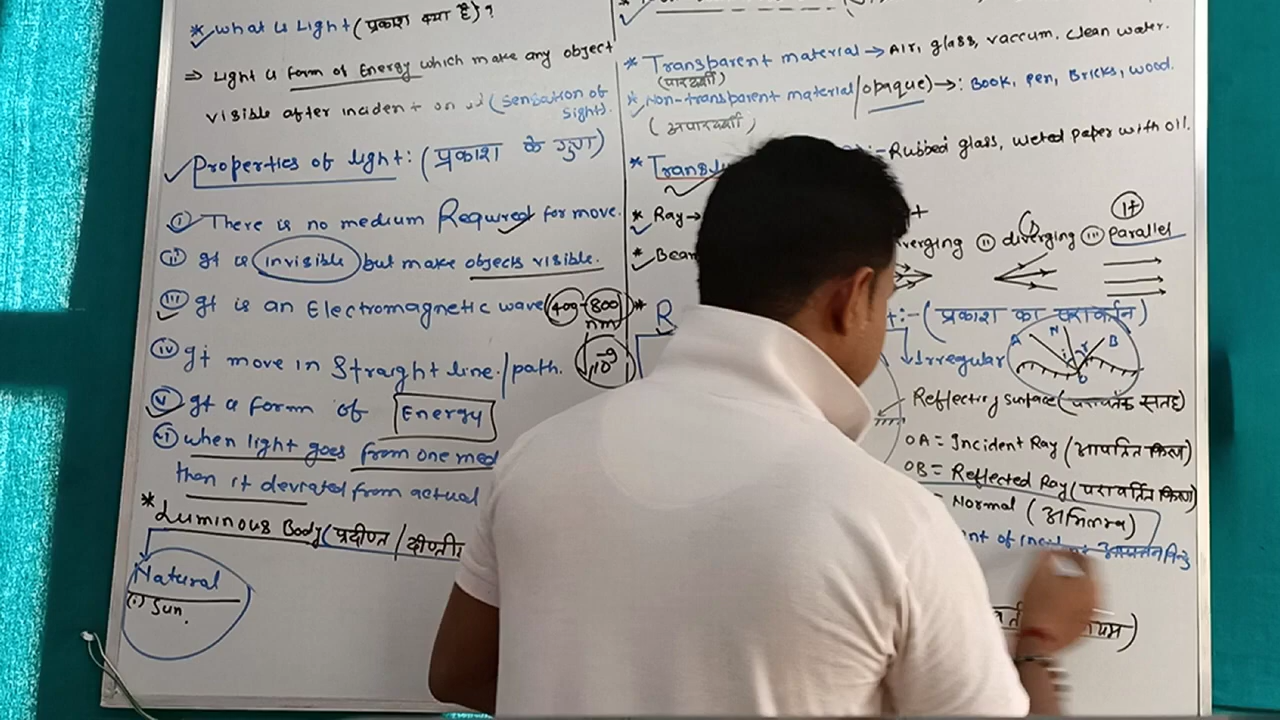 * what is Light (प्रकाश क्या है)?
⇒ Light is form of Energy which make any object
visible after incident on it (Sensation of
sight).
Properties of light: (प्रकाश के गुण)
(i) There is no medium Required for move.
(ii) It is invisible but make objects visible.
(iii) It is an Electromagnetic wave (400-800)
nm
10⁻⁹
(iv) It move in Straight line./path.
(v) It a form of Energy
(vi) when light goes from one med
then it deviated from actual
* Luminous Body (प्रदीप्त /
Natural
(i) Sun.
* Transparent material → Air, glass, vaccum. Clean water.
(पारदर्शी)
* Non-transparent material/opaque) →: Book, Pen, Bricks, wood.
(अपारदर्शी)
* Transl :- Rubbed glass, weted paper with oil.
* Ray →
* Beam
verging (ii) diverging (iii) Parallel
* R
:- (प्रकाश का परावर्तन)
Irregular
A N B
i r
O
Reflecting surface (परावर्तक सतह)
OA = Incident Ray (आपतित किरण)
OB = Reflected Ray (परावर्तित किरण)
= Normal (अभिलम्ब)